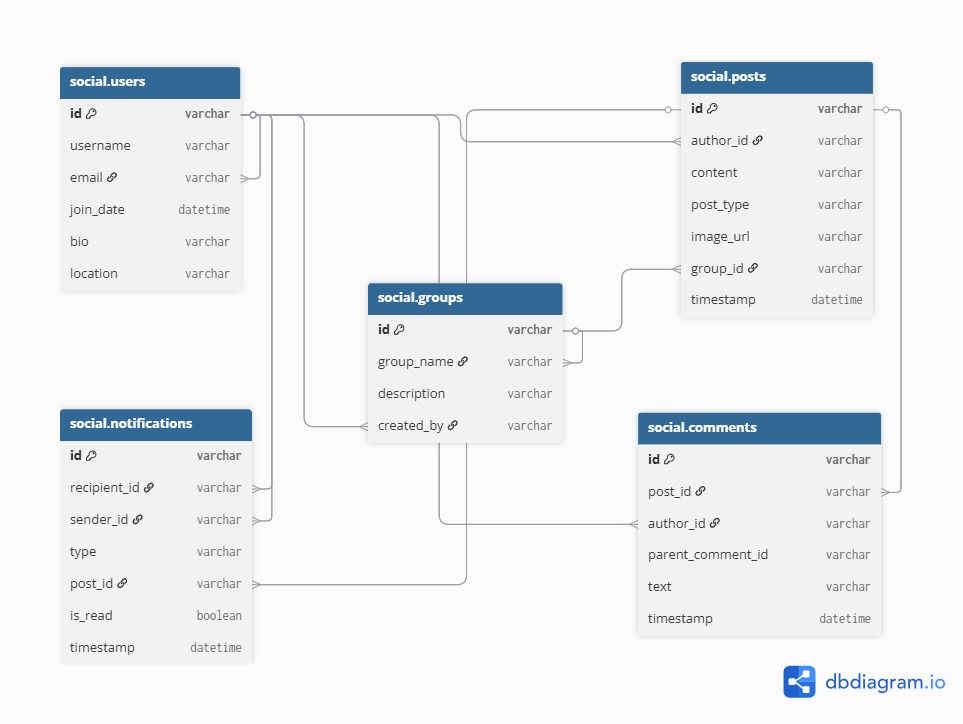 social.users
id varchar
username varchar
email varchar
join_date datetime
bio varchar
location varchar
social.posts
id varchar
author_id varchar
content varchar
post_type varchar
image_url varchar
group_id varchar
timestamp datetime
social.groups
id varchar
group_name varchar
description varchar
created_by varchar
social.notifications
id varchar
recipient_id varchar
sender_id varchar
type varchar
post_id varchar
is_read boolean
timestamp datetime
social.comments
id varchar
post_id varchar
author_id varchar
parent_comment_id varchar
text varchar
timestamp datetime
dbdiagram.io